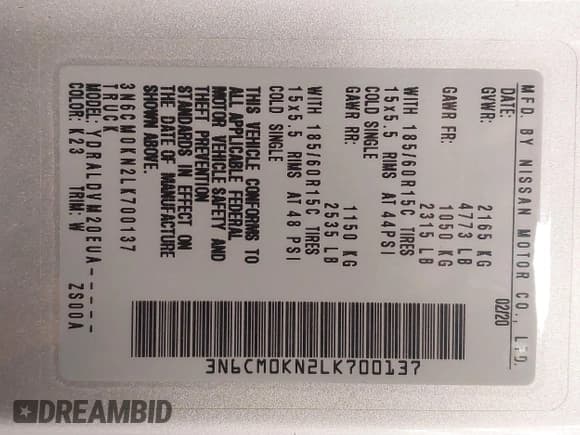 MFD. BY NISSAN MOTOR CO., LTD.
DATE: 02/20
GVWR: 2165 KG
4773 LB
GAWR FR: 1050 KG
2315 LB
WITH 185/60R15C TIRES
15x5.5 RIMS AT 44PSI
COLD SINGLE
GAWR RR: 1150 KG
2535 LB
WITH 185/60R15C TIRES
15x5.5 RIMS AT 48 PSI
COLD SINGLE
THIS VEHICLE CONFORMS TO
ALL APPLICABLE FEDERAL
MOTOR VEHICLE SAFETY AND
THEFT PREVENTION
STANDARDS IN EFFECT ON
THE DATE OF MANUFACTURE
SHOWN ABOVE.
3N6CM0KN2LK700137
TRUCK
MODEL: YDRALDVM20EUA-----
COLOR: K23 TRIM: W ZS00A
3N6CM0KN2LK700137
DREAMBID